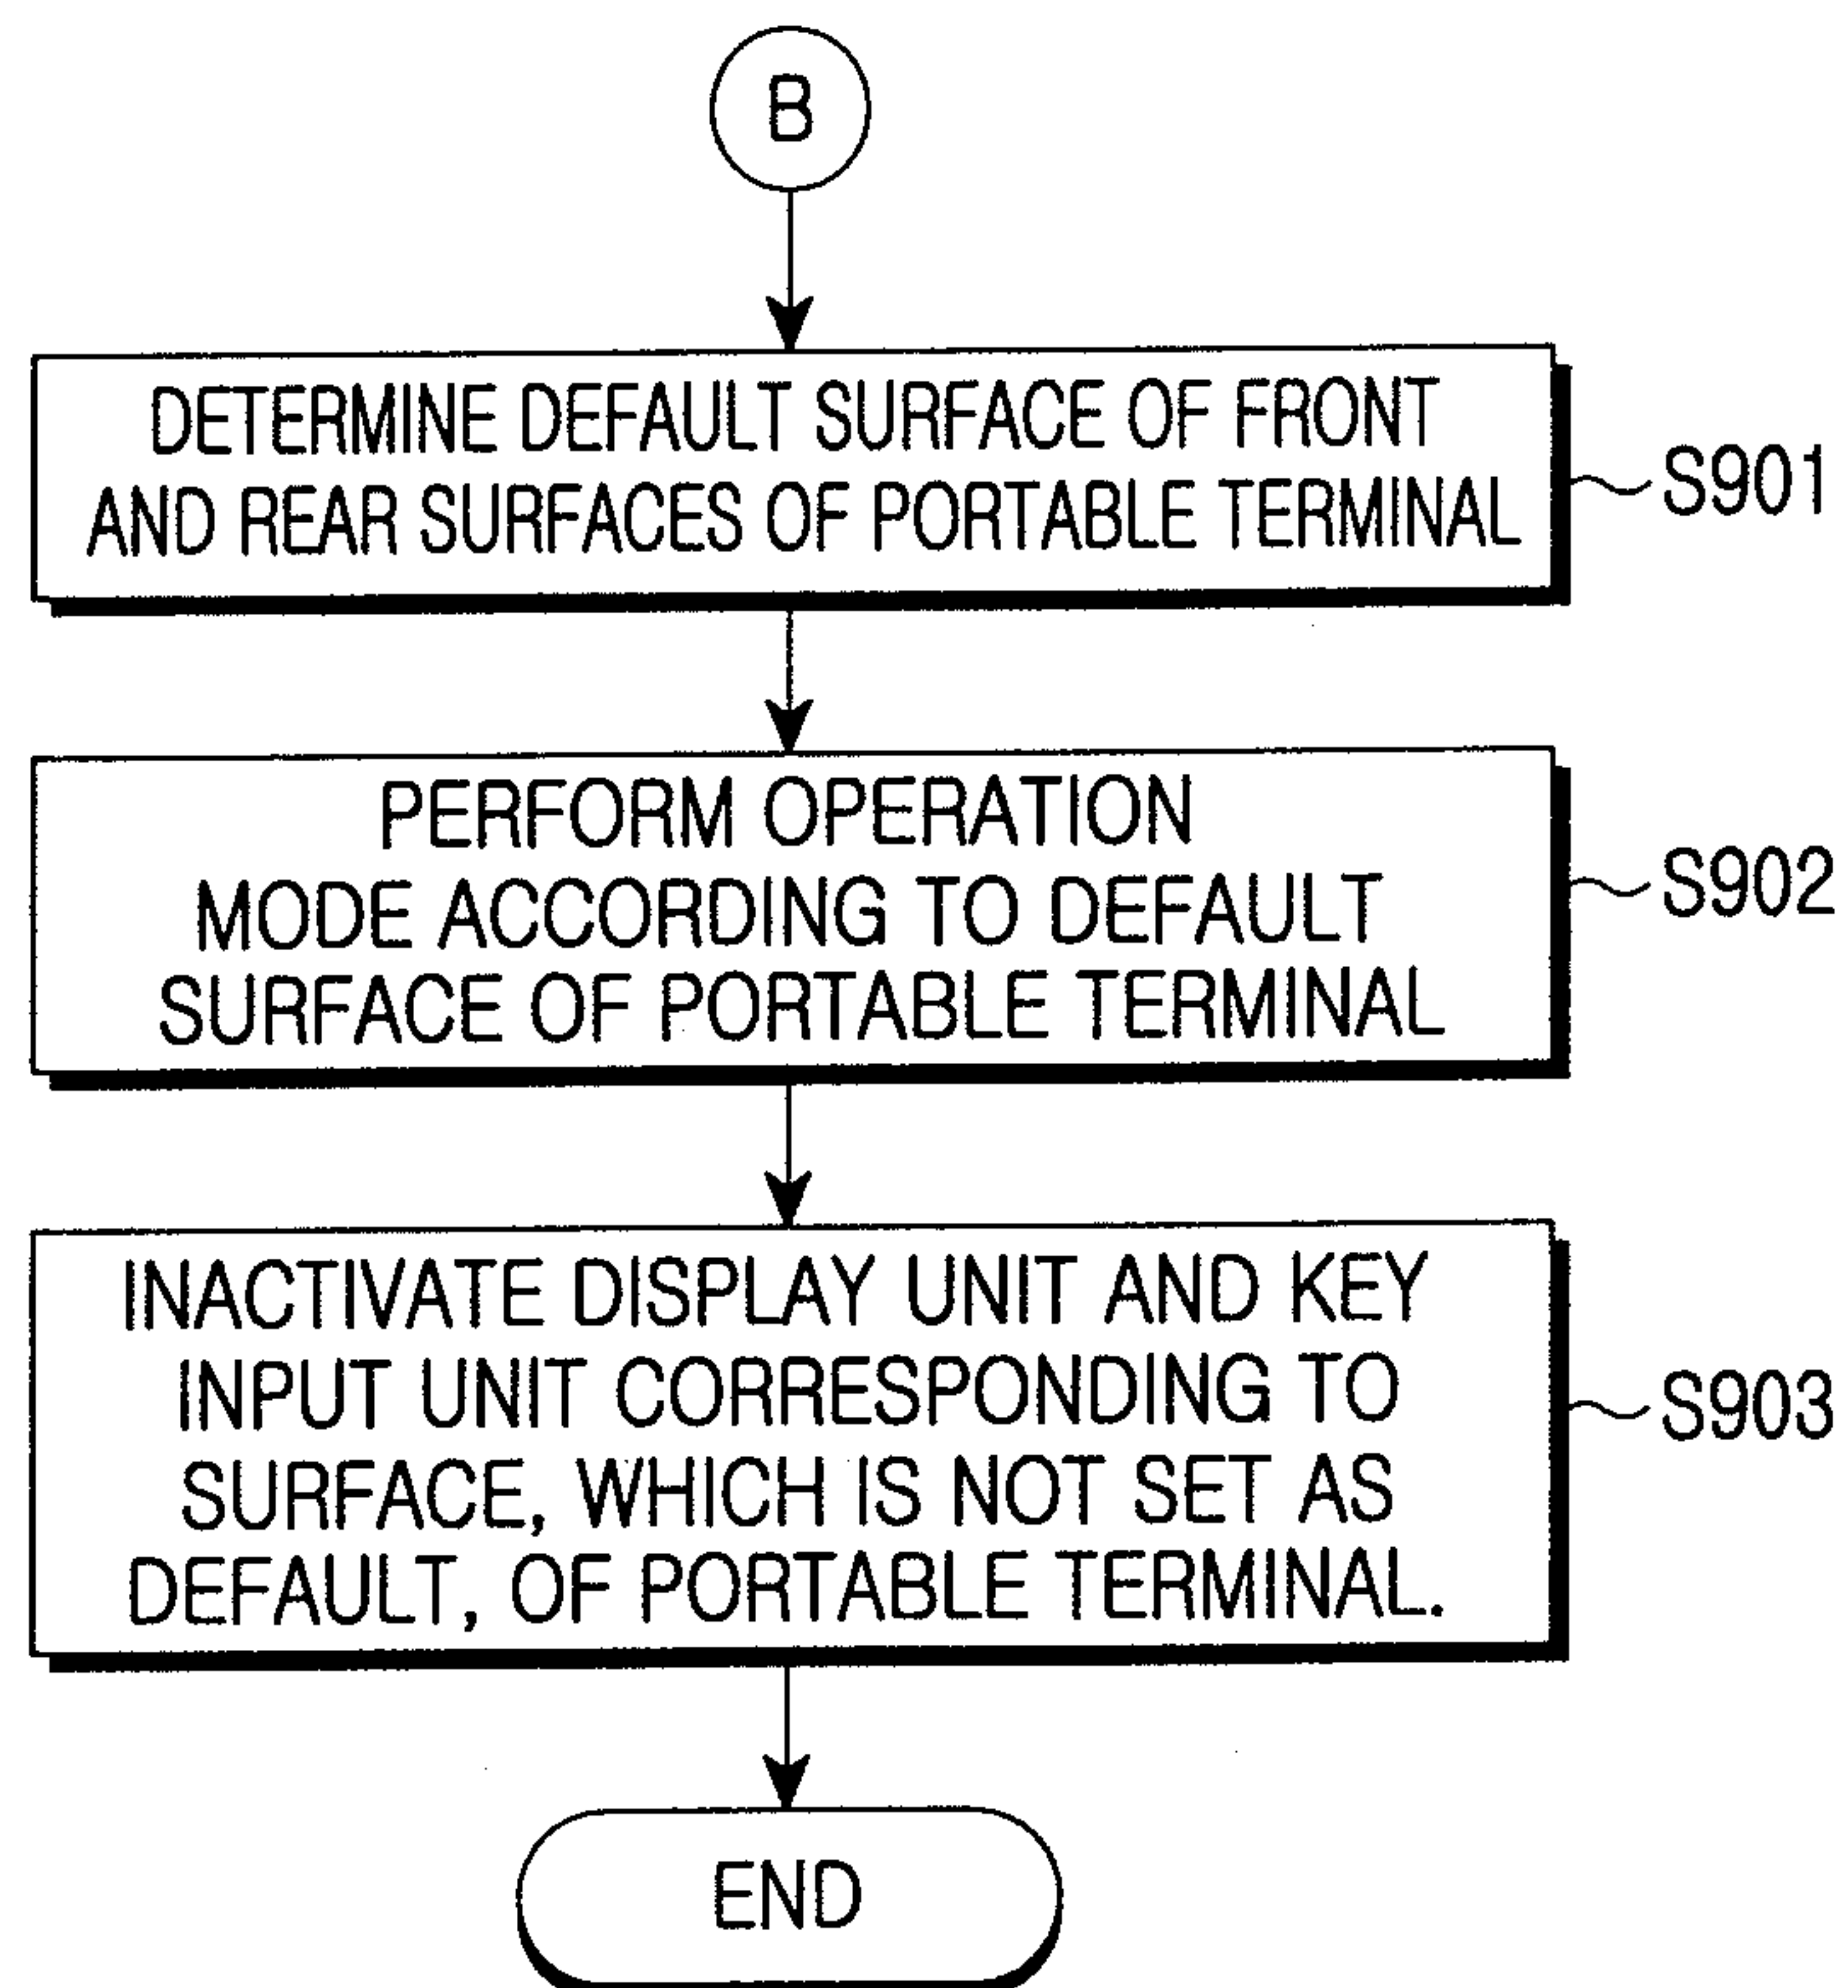 B
DETERMINE DEFAULT SURFACE OF FRONT
AND REAR SURFACES OF PORTABLE TERMINAL
S901
PERFORM OPERATION
MODE ACCORDING TO DEFAULT
SURFACE OF PORTABLE TERMINAL
S902
INACTIVATE DISPLAY UNIT AND KEY
INPUT UNIT CORRESPONDING TO
SURFACE, WHICH IS NOT SET AS
DEFAULT, OF PORTABLE TERMINAL.
S903
END